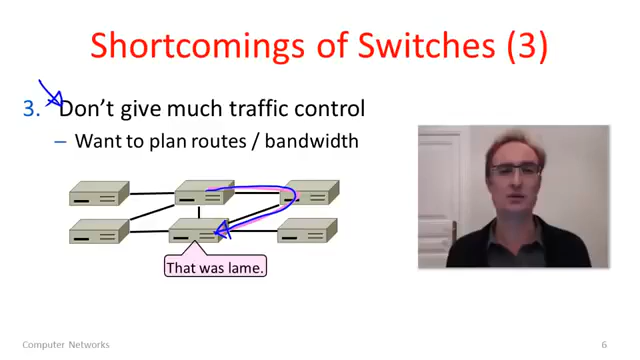 Shortcomings of Switches (3)
3. Don't give much traffic control
– Want to plan routes / bandwidth
That was lame.
Computer Networks
6